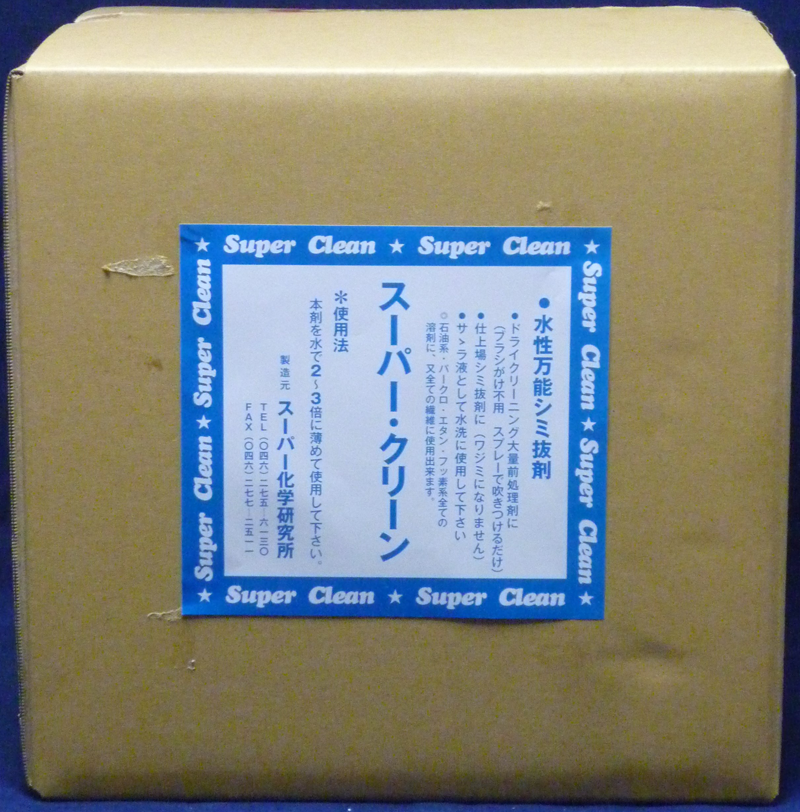 ★ Super Clean ★ Super Clean ★
Super Clean ★ Super Clean
●水性万能シミ抜剤
●ドライクリーニング大量前処理剤に
（ブラシがけ不用 スプレーで吹きつけるだけ）
●仕上場シミ抜剤に（ワジミになりません）
●サゝラ液として水洗に使用して下さい
◎石油系・パークロ・エタン・フッ素系全ての
溶剤に、又全ての繊維に使用出来ます。
スーパー・クリーン
＊使用法
本剤を水で2～3倍に薄めて使用して下さい。
製造元 スーパー化学研究所
TEL（〇四六）二七五―六一三〇
FAX（〇四六）二七七―二五一一
Super Clean ★ Super Clean
★ Super Clean ★ Super Clean ★